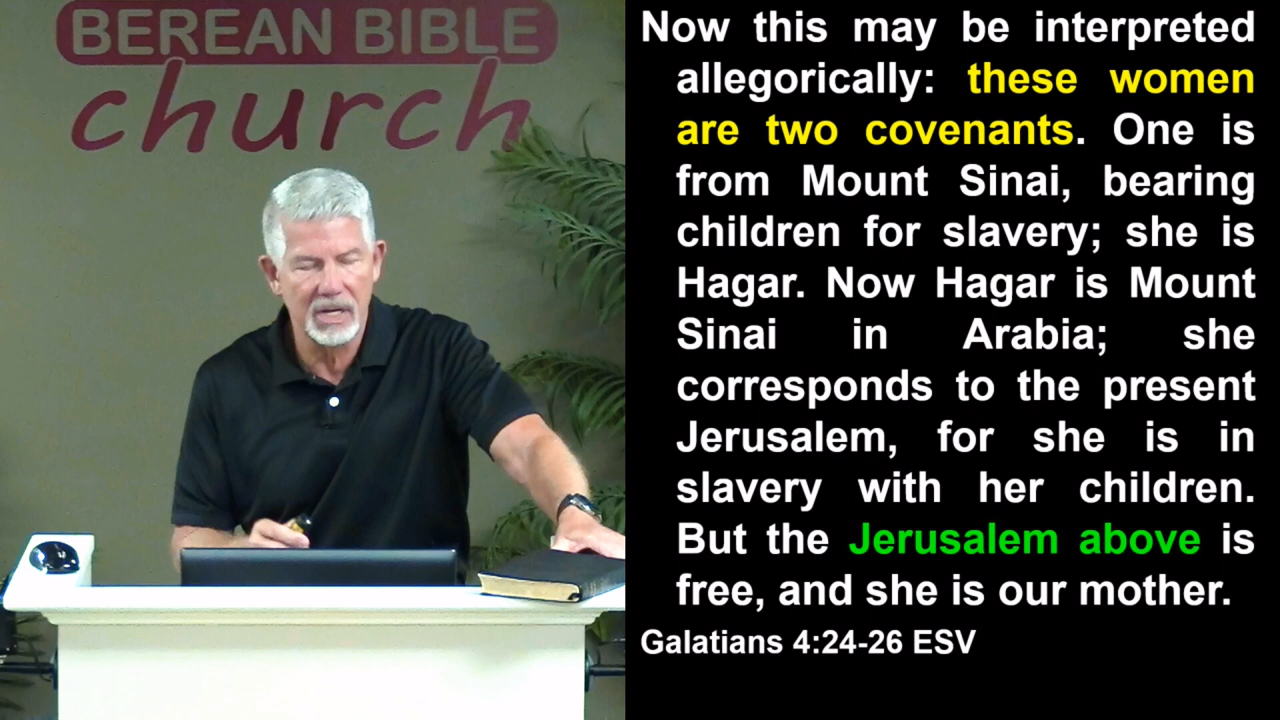 BEREAN BIBLE
church
Now this may be interpreted
allegorically: these women
are two covenants. One is
from Mount Sinai, bearing
children for slavery; she is
Hagar. Now Hagar is Mount
Sinai in Arabia; she
corresponds to the present
Jerusalem, for she is in
slavery with her children.
But the Jerusalem above is
free, and she is our mother.
Galatians 4:24-26 ESV